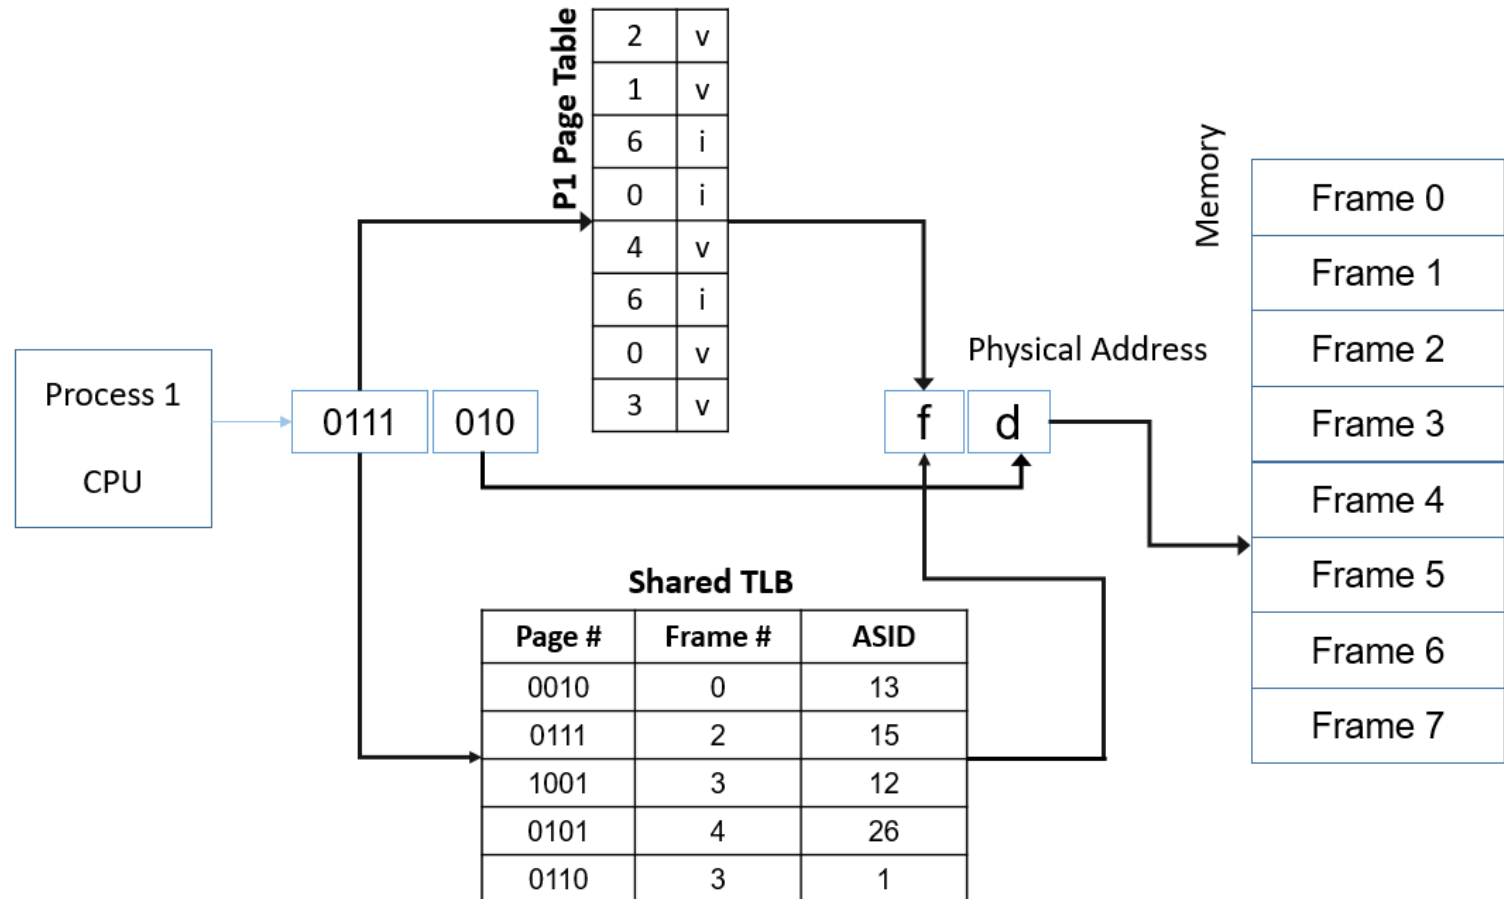 P1 Page Table
2 v
1 v
6 i
0 i
4 v
6 i
0 v
3 v
Process 1
CPU
0111 010
Physical Address
f d
Memory
Frame 0
Frame 1
Frame 2
Frame 3
Frame 4
Frame 5
Frame 6
Frame 7
Shared TLB
Page # Frame # ASID
0010 0 13
0111 2 15
1001 3 12
0101 4 26
0110 3 1